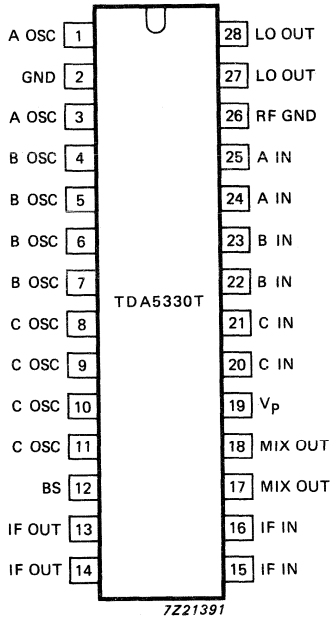 A OSC 1 28 LO OUT
GND 2 27 LO OUT
A OSC 3 26 RF GND
B OSC 4 25 A IN
B OSC 5 24 A IN
B OSC 6 23 B IN
B OSC 7 22 B IN
TDA5330T
C OSC 8 21 C IN
C OSC 9 20 C IN
C OSC 10 19 VP
C OSC 11 18 MIX OUT
BS 12 17 MIX OUT
IF OUT 13 16 IF IN
IF OUT 14 15 IF IN
7Z21391